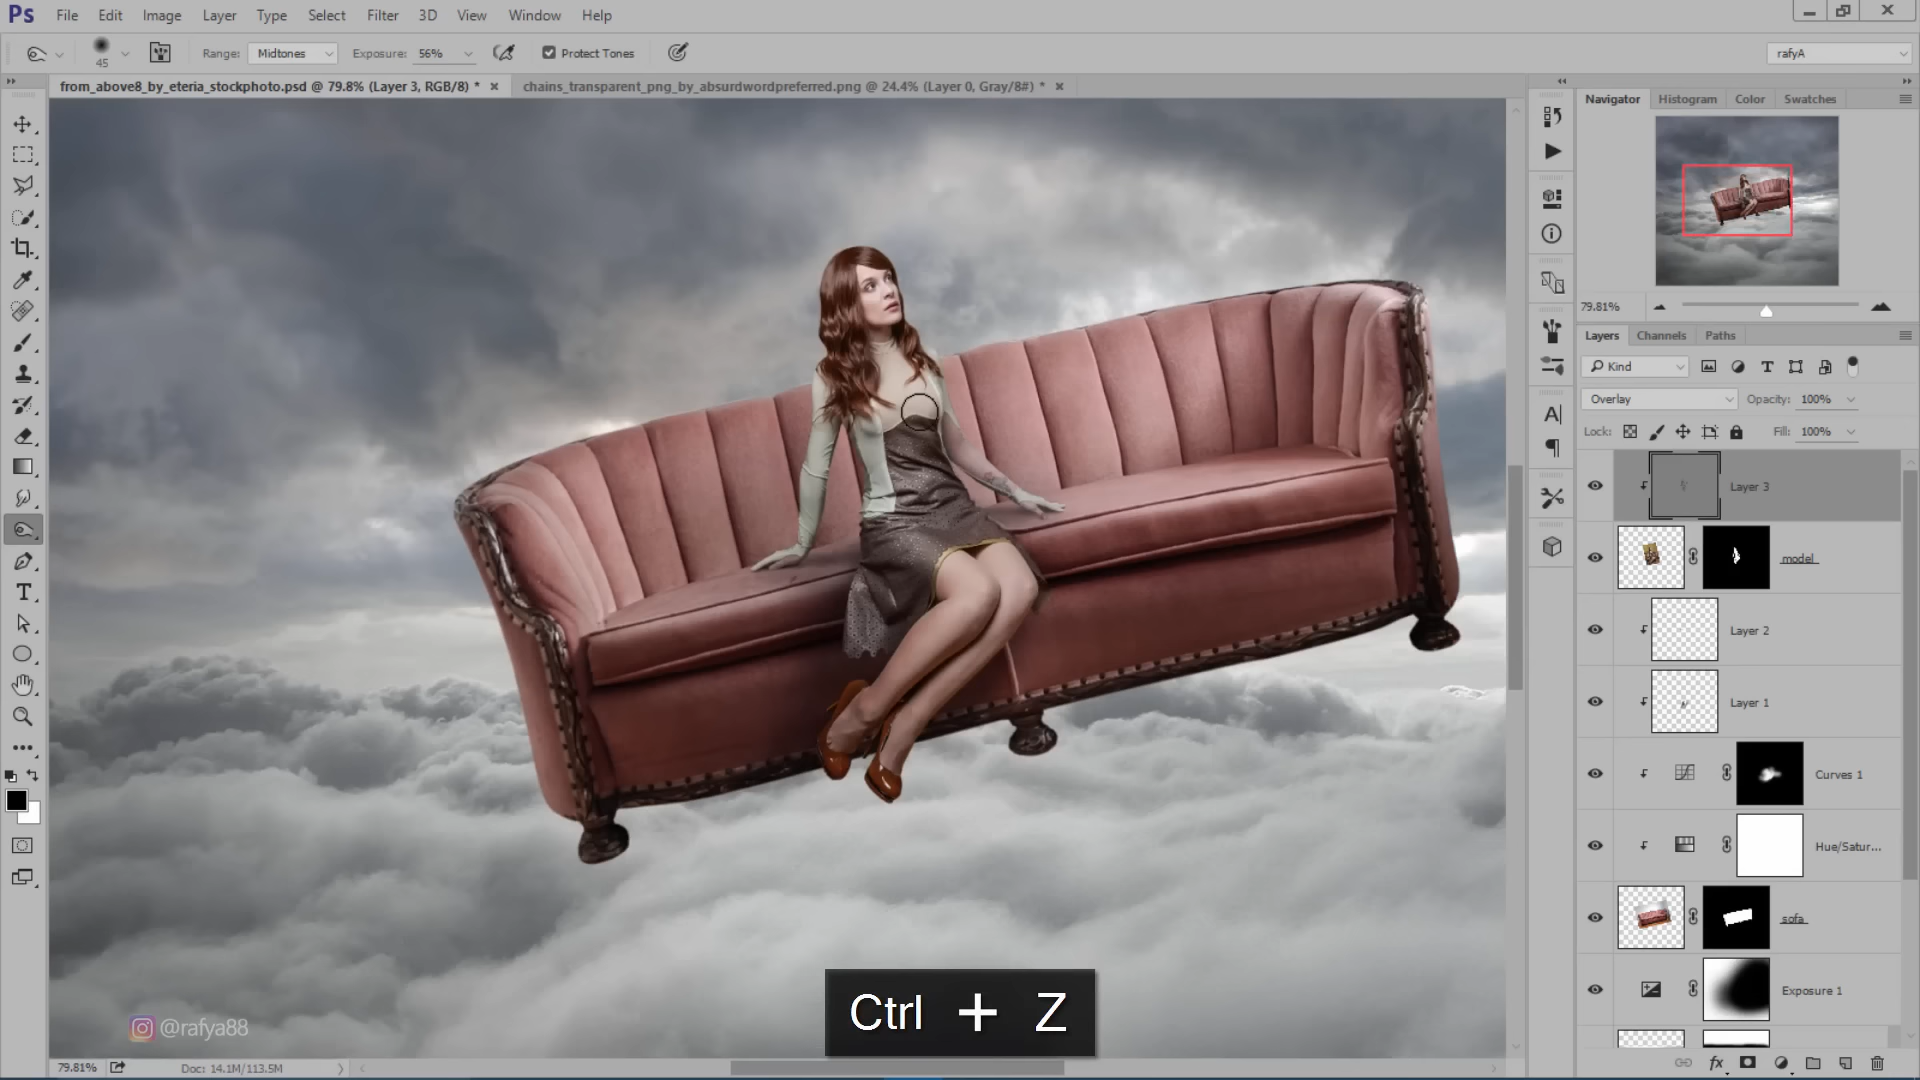 Ps File Edit Image Layer Type Select Filter 3D View Window Help
45 Range: Midtones Exposure: 56% Protect Tones rafyA
from_above8_by_eteria_stockphoto.psd @ 79.8% (Layer 3, RGB/8) * × chains_transparent_png_by_absurdwordpreferred.png @ 24.4% (Layer 0, Gray/8#) * ×
Navigator Histogram Color Swatches
79.81%
Layers Channels Paths
Kind
Overlay Opacity: 100%
Lock: Fill: 100%
Layer 3
model
Layer 2
Layer 1
Curves 1
Hue/Satur...
sofa
Exposure 1
Ctrl + Z
@rafya88
79.81% Doc: 14.1M/113.5M
fx